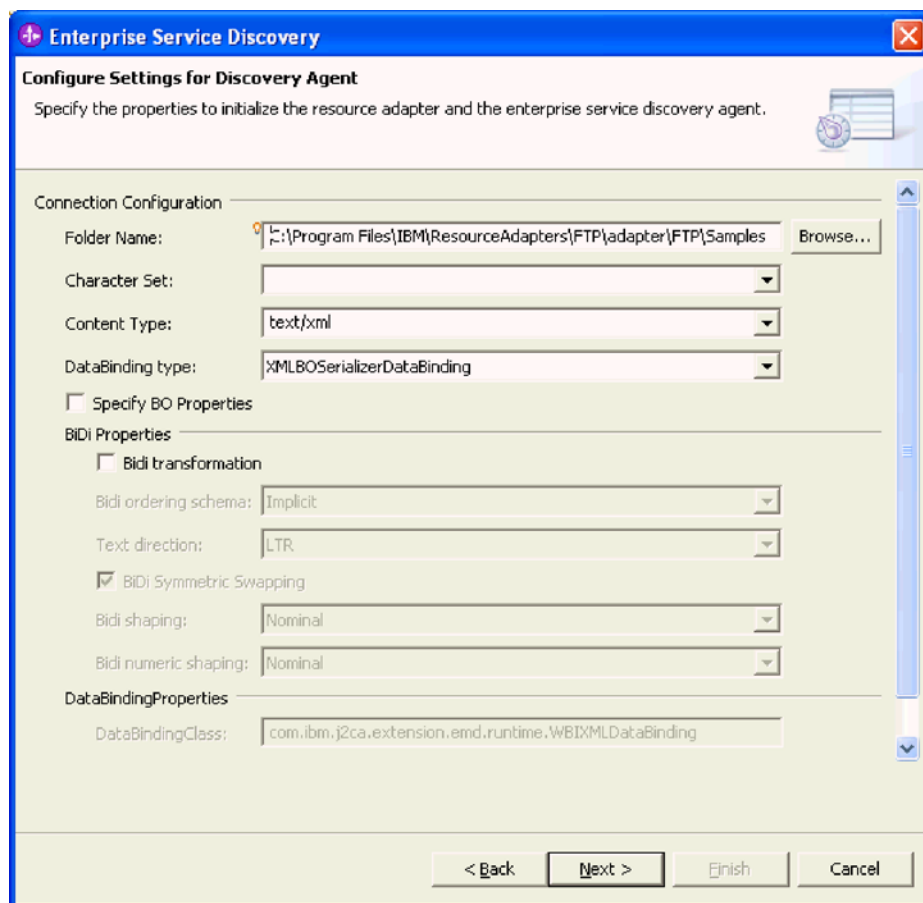 Enterprise Service Discovery
Configure Settings for Discovery Agent
Specify the properties to initialize the resource adapter and the enterprise service discovery agent.
Connection Configuration
Folder Name: C:\Program Files\IBM\ResourceAdapters\FTP\adapter\FTP\Samples Browse...
Character Set:
Content Type: text/xml
DataBinding type: XMLBOSerializerDataBinding
Specify BO Properties
BiDi Properties
Bidi transformation
Bidi ordering schema: Implicit
Text direction: LTR
BiDi Symmetric Swapping
Bidi shaping: Nominal
Bidi numeric shaping: Nominal
DataBindingProperties
DataBindingClass: com.ibm.j2ca.extension.emd.runtime.WBIXMLDataBinding
< Back Next > Finish Cancel